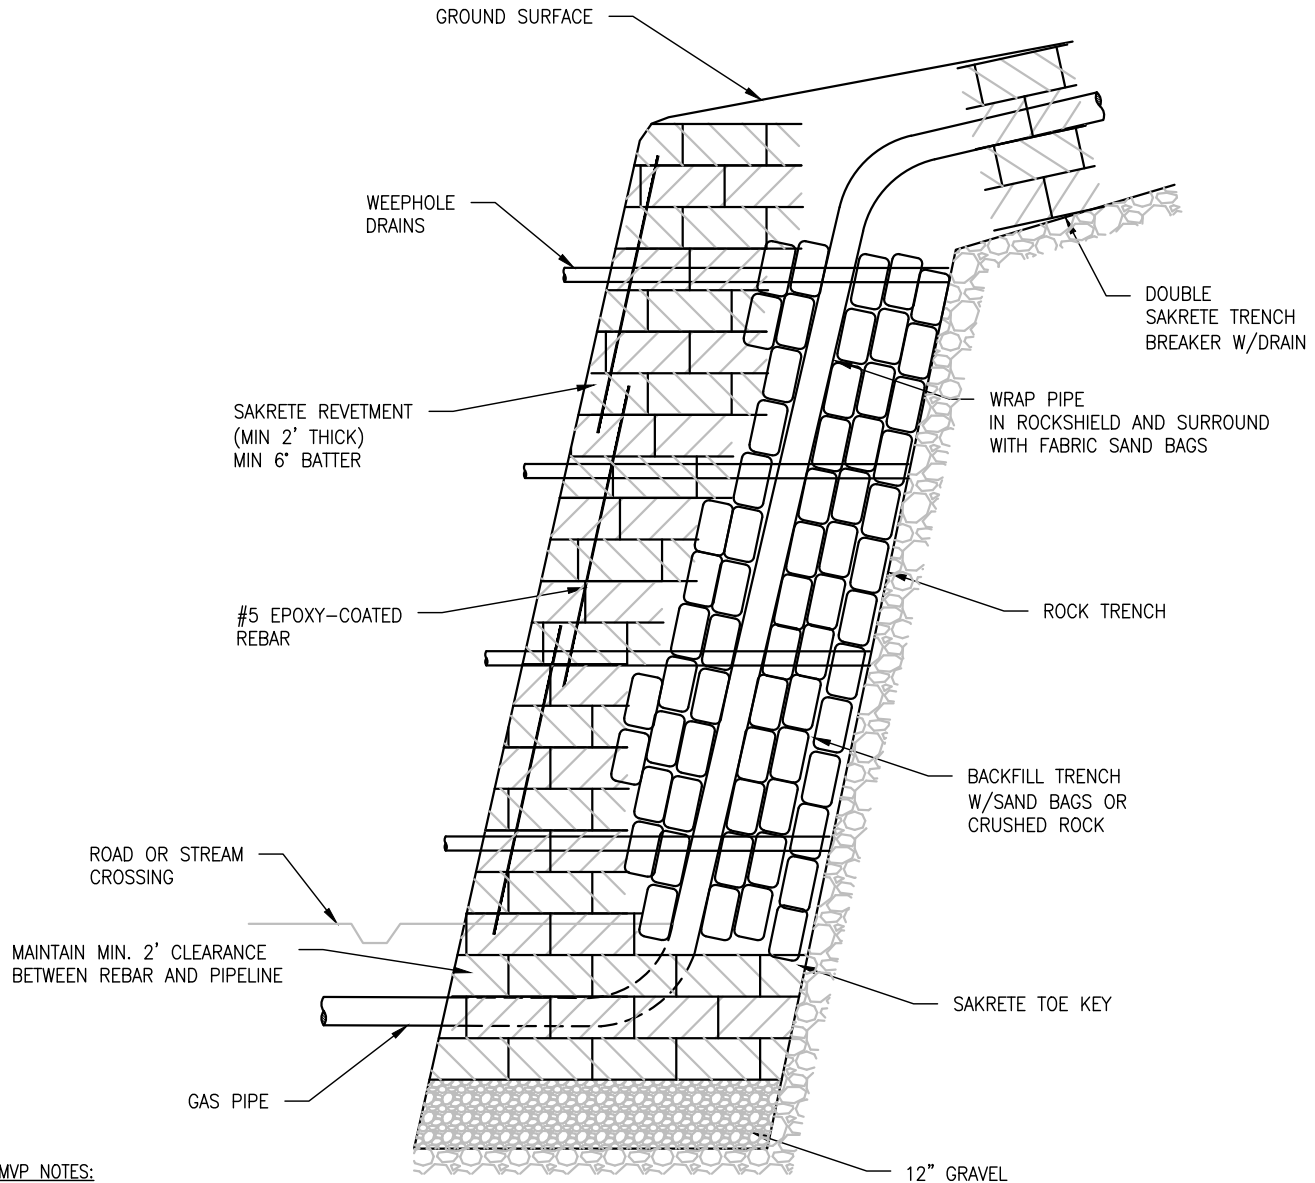 GROUND SURFACE
WEEPHOLE
DRAINS
DOUBLE
SAKRETE TRENCH
BREAKER W/DRAIN
SAKRETE REVETMENT
(MIN 2' THICK)
MIN 6° BATTER
WRAP PIPE
IN ROCKSHIELD AND SURROUND
WITH FABRIC SAND BAGS
#5 EPOXY-COATED
REBAR
ROCK TRENCH
BACKFILL TRENCH
W/SAND BAGS OR
CRUSHED ROCK
ROAD OR STREAM
CROSSING
MAINTAIN MIN. 2' CLEARANCE
BETWEEN REBAR AND PIPELINE
SAKRETE TOE KEY
GAS PIPE
12" GRAVEL
MVP NOTES: